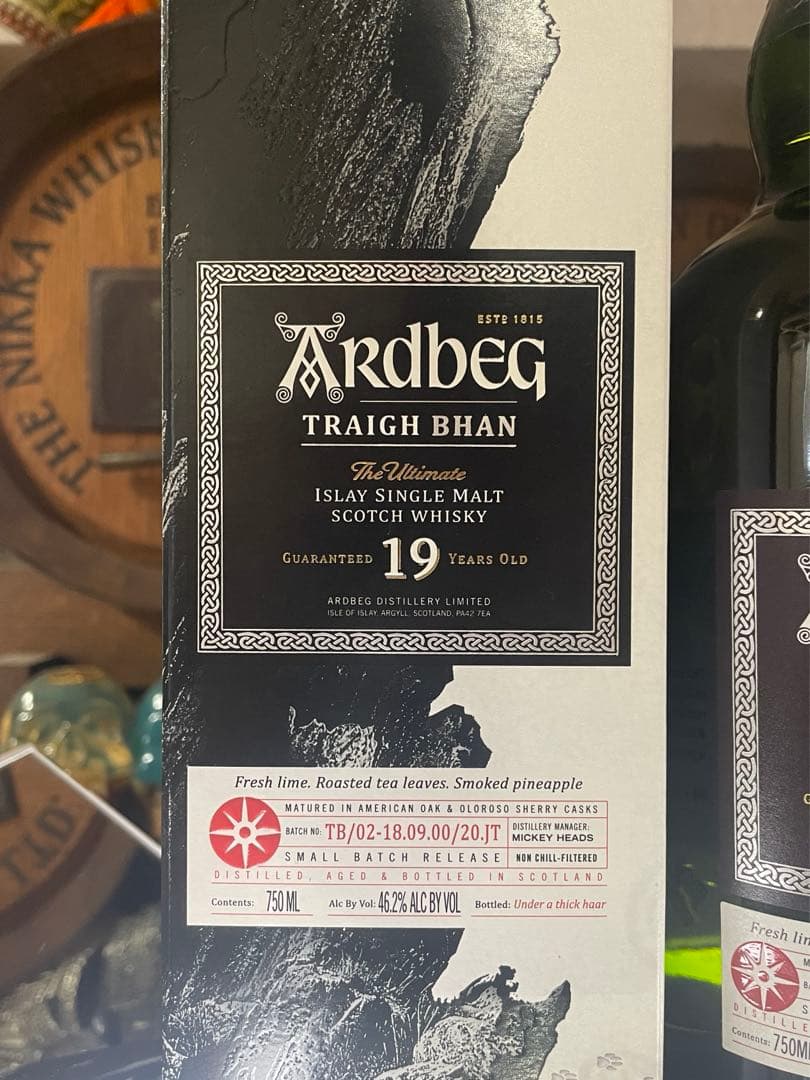 THE NIKKA WHISK
ESTD 1815
ARDBEG
TRAIGH BHAN
The Ultimate
ISLAY SINGLE MALT
SCOTCH WHISKY
GUARANTEED 19 YEARS OLD
ARDBEG DISTILLERY LIMITED
ISLE OF ISLAY, ARGYLL, SCOTLAND, PA42 7EA
Fresh lime. Roasted tea leaves. Smoked pineapple
MATURED IN AMERICAN OAK & OLOROSO SHERRY CASKS
BATCH NO: TB/02-18.09.00/20.JT
DISTILLERY MANAGER:
MICKEY HEADS
SMALL BATCH RELEASE
NON CHILL-FILTERED
DISTILLED, AGED & BOTTLED IN SCOTLAND
Contents: 750 ML
Alc By Vol: 46.2% ALC BY VOL
Bottled: Under a thick haar
Fresh lim
DISTILLE
Contents: 750M